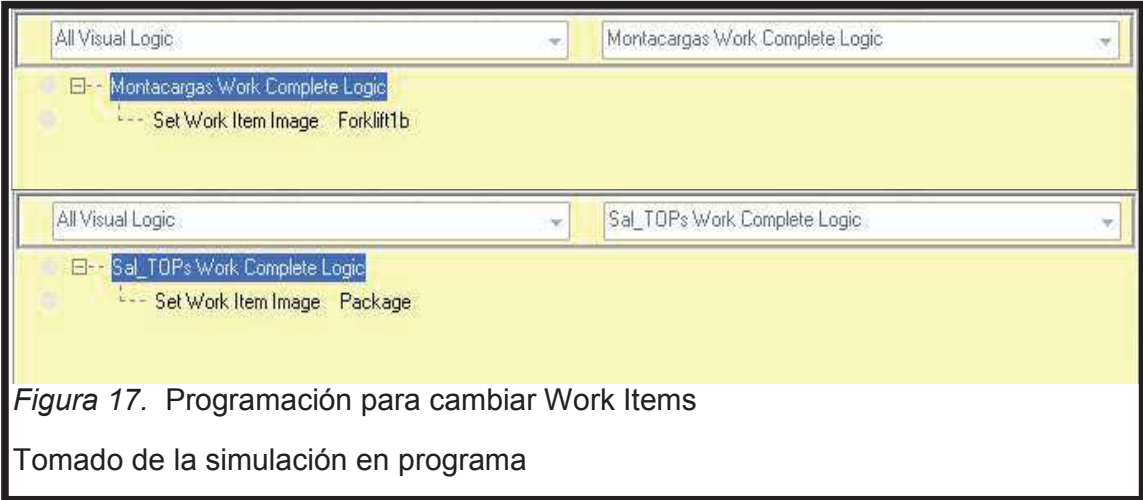 All Visual Logic Montacargas Work Complete Logic
Montacargas Work Complete Logic
Set Work Item Image Forklift1b
All Visual Logic Sal_TOPs Work Complete Logic
Sal_TOPs Work Complete Logic
Set Work Item Image Package
Figura 17. Programación para cambiar Work Items
Tomado de la simulación en programa